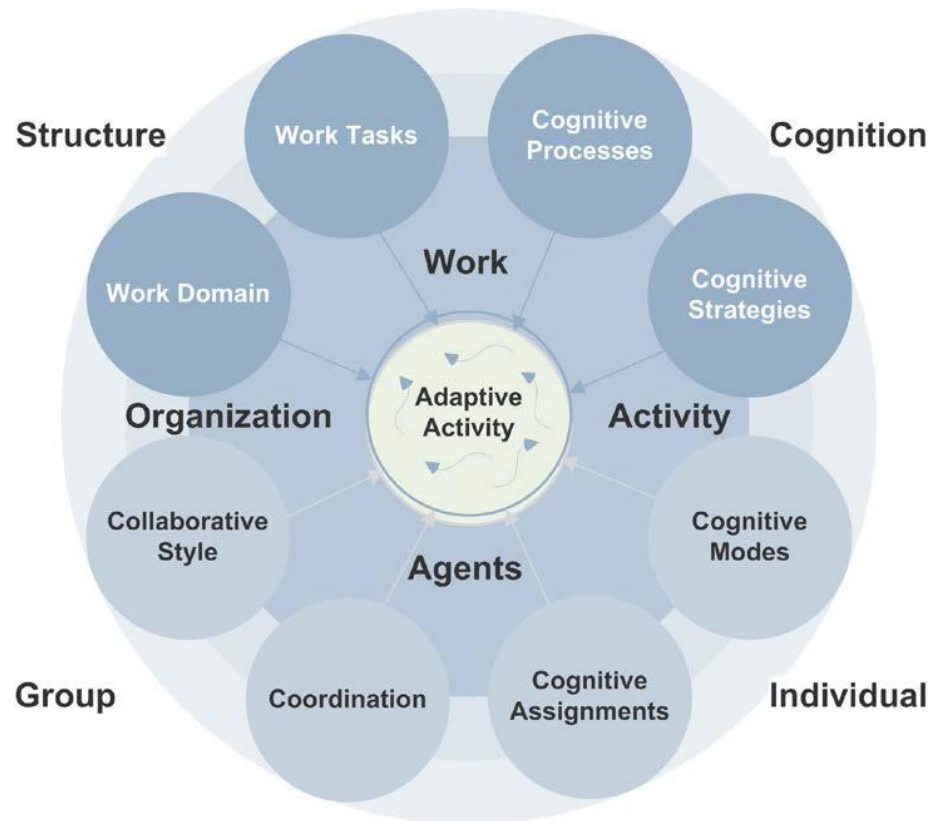 Structure
Work Tasks
Cognitive
Processes
Cognition
Work Domain
Work
Cognitive
Strategies
Organization
Adaptive
Activity
Activity
Collaborative
Style
Agents
Cognitive
Modes
Group
Coordination
Cognitive
Assignments
Individual